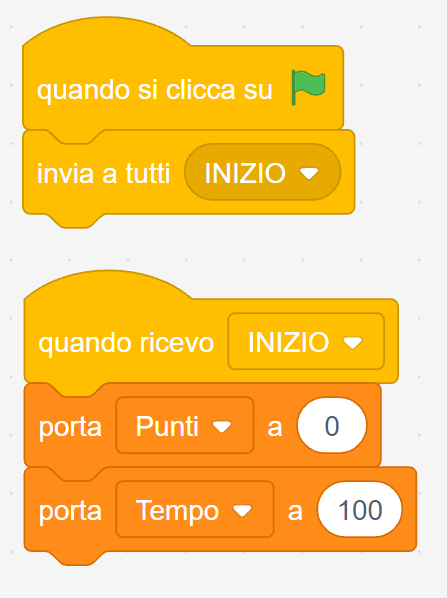 quando si clicca su
invia a tutti INIZIO
quando ricevo INIZIO
porta Punti a 0
porta Tempo a 100